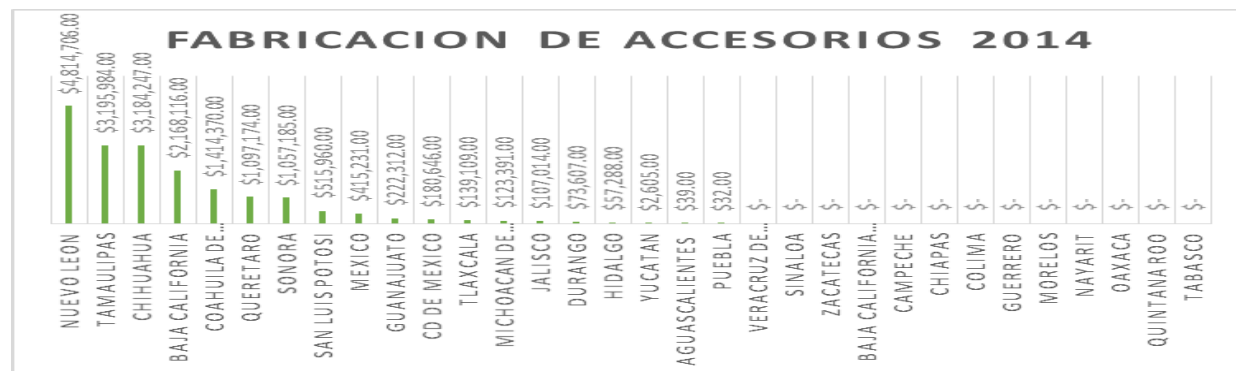 FABRICACION DE ACCESORIOS 2014
$4,814,706.00
$3,195,984.00
$3,184,247.00
$2,168,116.00
$1,414,370.00
$1,097,174.00
$1,057,185.00
$515,960.00
$415,231.00
$222,312.00
$180,646.00
$139,109.00
$123,391.00
$107,014.00
$73,607.00
$57,288.00
$2,605.00
$39.00
$32.00
$-
$-
$-
$-
$-
$-
$-
$-
$-
$-
$-
$-
$-
NUEVO LEON
TAMAULIPAS
CHIHUAHUA
BAJA CALIFORNIA
COAHUILA DE...
QUERETARO
SONORA
SAN LUIS POTOSI
MEXICO
GUANAJUATO
CD DE MEXICO
TLAXCALA
MICHOACAN DE...
JALISCO
DURANGO
HIDALGO
YUCATAN
AGUASCALIENTES
PUEBLA
VERACRUZ DE...
SINALOA
ZACATECAS
BAJA CALIFORNIA...
CAMPECHE
CHIAPAS
COLIMA
GUERRERO
MORELOS
NAYARIT
OAXACA
QUINTANA ROO
TABASCO